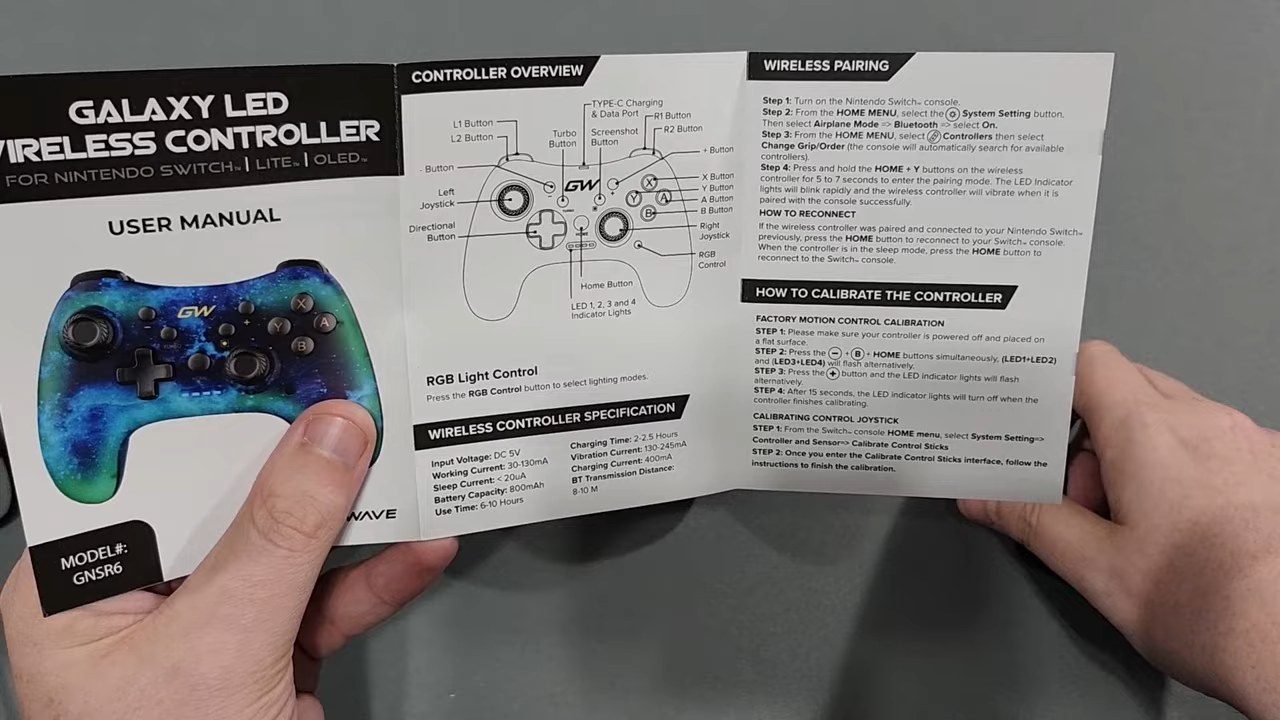 GALAXY LED
WIRELESS CONTROLLER
FOR NINTENDO SWITCH™ | LITE™ | OLED™
USER MANUAL
GW
X
Y
A
B
WAVE
MODEL#:
GNSR6
CONTROLLER OVERVIEW
TYPE-C Charging
& Data Port
L1 Button
L2 Button
Turbo
Button
Screenshot
Button
R1 Button
R2 Button
- Button
+ Button
Left
Joystick
X Button
Y Button
A Button
B Button
GW
X
Y
A
B
TURBO
HOME
Directional
Button
Right
Joystick
RGB
Control
Home Button
LED 1, 2, 3 and 4
Indicator Lights
RGB Light Control
Press the RGB Control button to select lighting modes.
WIRELESS CONTROLLER SPECIFICATION
Input Voltage: DC 5V
Working Current: 30-130mA
Sleep Current: < 20uA
Battery Capacity: 800mAh
Use Time: 6-10 Hours
Charging Time: 2-2.5 Hours
Vibration Current: 130-245mA
Charging Current: 400mA
BT Transmission Distance:
8-10 M
WIRELESS PAIRING
Step 1: Turn on the Nintendo Switch™ console.
Step 2: From the HOME MENU, select the System Setting button.
Then select Airplane Mode => Bluetooth => select On.
Step 3: From the HOME MENU, select Controllers then select
Change Grip/Order (the console will automatically search for available
controllers).
Step 4: Press and hold the HOME + Y buttons on the wireless
controller for 5 to 7 seconds to enter the pairing mode. The LED Indicator
lights will blink rapidly and the wireless controller will vibrate when it is
paired with the console successfully.
HOW TO RECONNECT
If the wireless controller was paired and connected to your Nintendo Switch™
previously, press the HOME button to reconnect to your Switch™ console.
When the controller is in the sleep mode, press the HOME button to
reconnect to the Switch™ console.
HOW TO CALIBRATE THE CONTROLLER
FACTORY MOTION CONTROL CALIBRATION
STEP 1: Please make sure your controller is powered off and placed on
a flat surface.
STEP 2: Press the - + B + HOME buttons simultaneously, (LED1+LED2)
and (LED3+LED4) will flash alternatively.
STEP 3: Press the + button and the LED indicator lights will flash
alternatively.
STEP 4: After 15 seconds, the LED indicator lights will turn off when the
controller finishes calibrating.
CALIBRATING CONTROL JOYSTICK
STEP 1: From the Switch™ console HOME menu, select System Setting=>
Controller and Sensor=> Calibrate Control Sticks
STEP 2: Once you enter the Calibrate Control Sticks interface, follow the
instructions to finish the calibration.